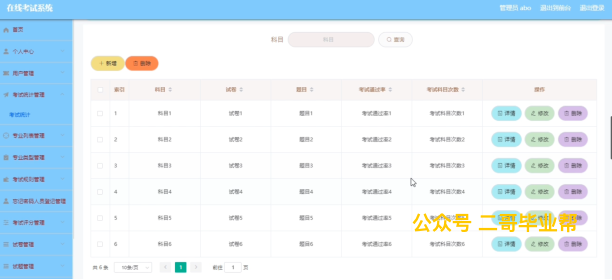 在线考试系统
管理员 abo 退出到前台 退出登录
首页
个人中心
用户管理
考试统计管理
考试统计
专业列表管理
专业类型管理
考试规则管理
考试评分管理
试卷管理
试题管理
科目 科目 查询
新增 删除
索引 科目 试卷 题目 考试通过率 考试科目次数 操作
1 科目1 试卷1 题目1 考试通过率1 考试科目次数1 详情 修改 删除
2 科目2 试卷2 题目2 考试通过率2 考试科目次数2 详情 修改 删除
3 科目3 试卷3 题目3 考试通过率3 考试科目次数3 详情 修改 删除
4 科目4 试卷4 题目4 考试通过率4 考试科目次数4 详情 修改 删除
5 科目5 试卷5 题目5 考试通过率5 考试科目次数5 详情 修改 删除
6 科目6 试卷6 题目6 考试通过率6 考试科目次数6 详情 修改 删除
公众号 二哥毕业帮
共 6 条 10条/页 1 前往 1 页